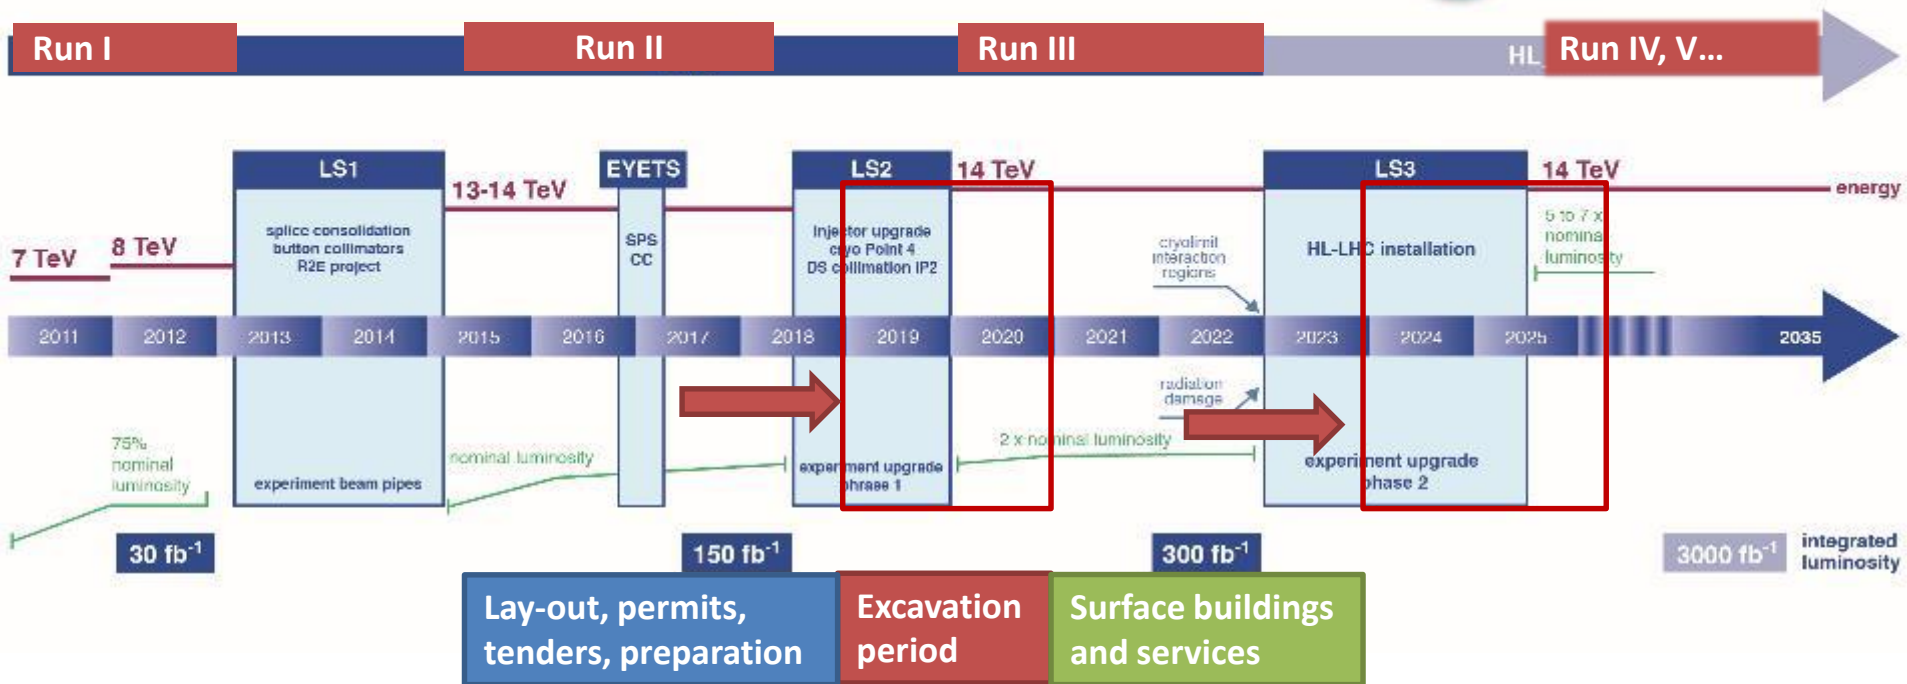 Run I
Run II
Run III
HL
Run IV, V...
LS1
EYETS
LS2
14 TeV
LS3
14 TeV
energy
13-14 TeV
7 TeV
8 TeV
splice consolidation
button collimators
R2E project
SPS
CC
Injector upgrade
cryo Point 4
DS collimation IP2
cryolimit
interaction
regions
HL-LHC installation
5 to 7 x
nominal
luminosity
2011
2012
2013
2014
2015
2016
2017
2018
2019
2020
2021
2022
2023
2024
2025
2035
radiation
damage
75%
nominal
luminosity
nominal luminosity
2 x nominal luminosity
experiment beam pipes
experiment upgrade
phrase 1
experiment upgrade
phase 2
30 fb-1
150 fb-1
300 fb-1
3000 fb-1
integrated
luminosity
Lay-out, permits,
tenders, preparation
Excavation
period
Surface buildings
and services